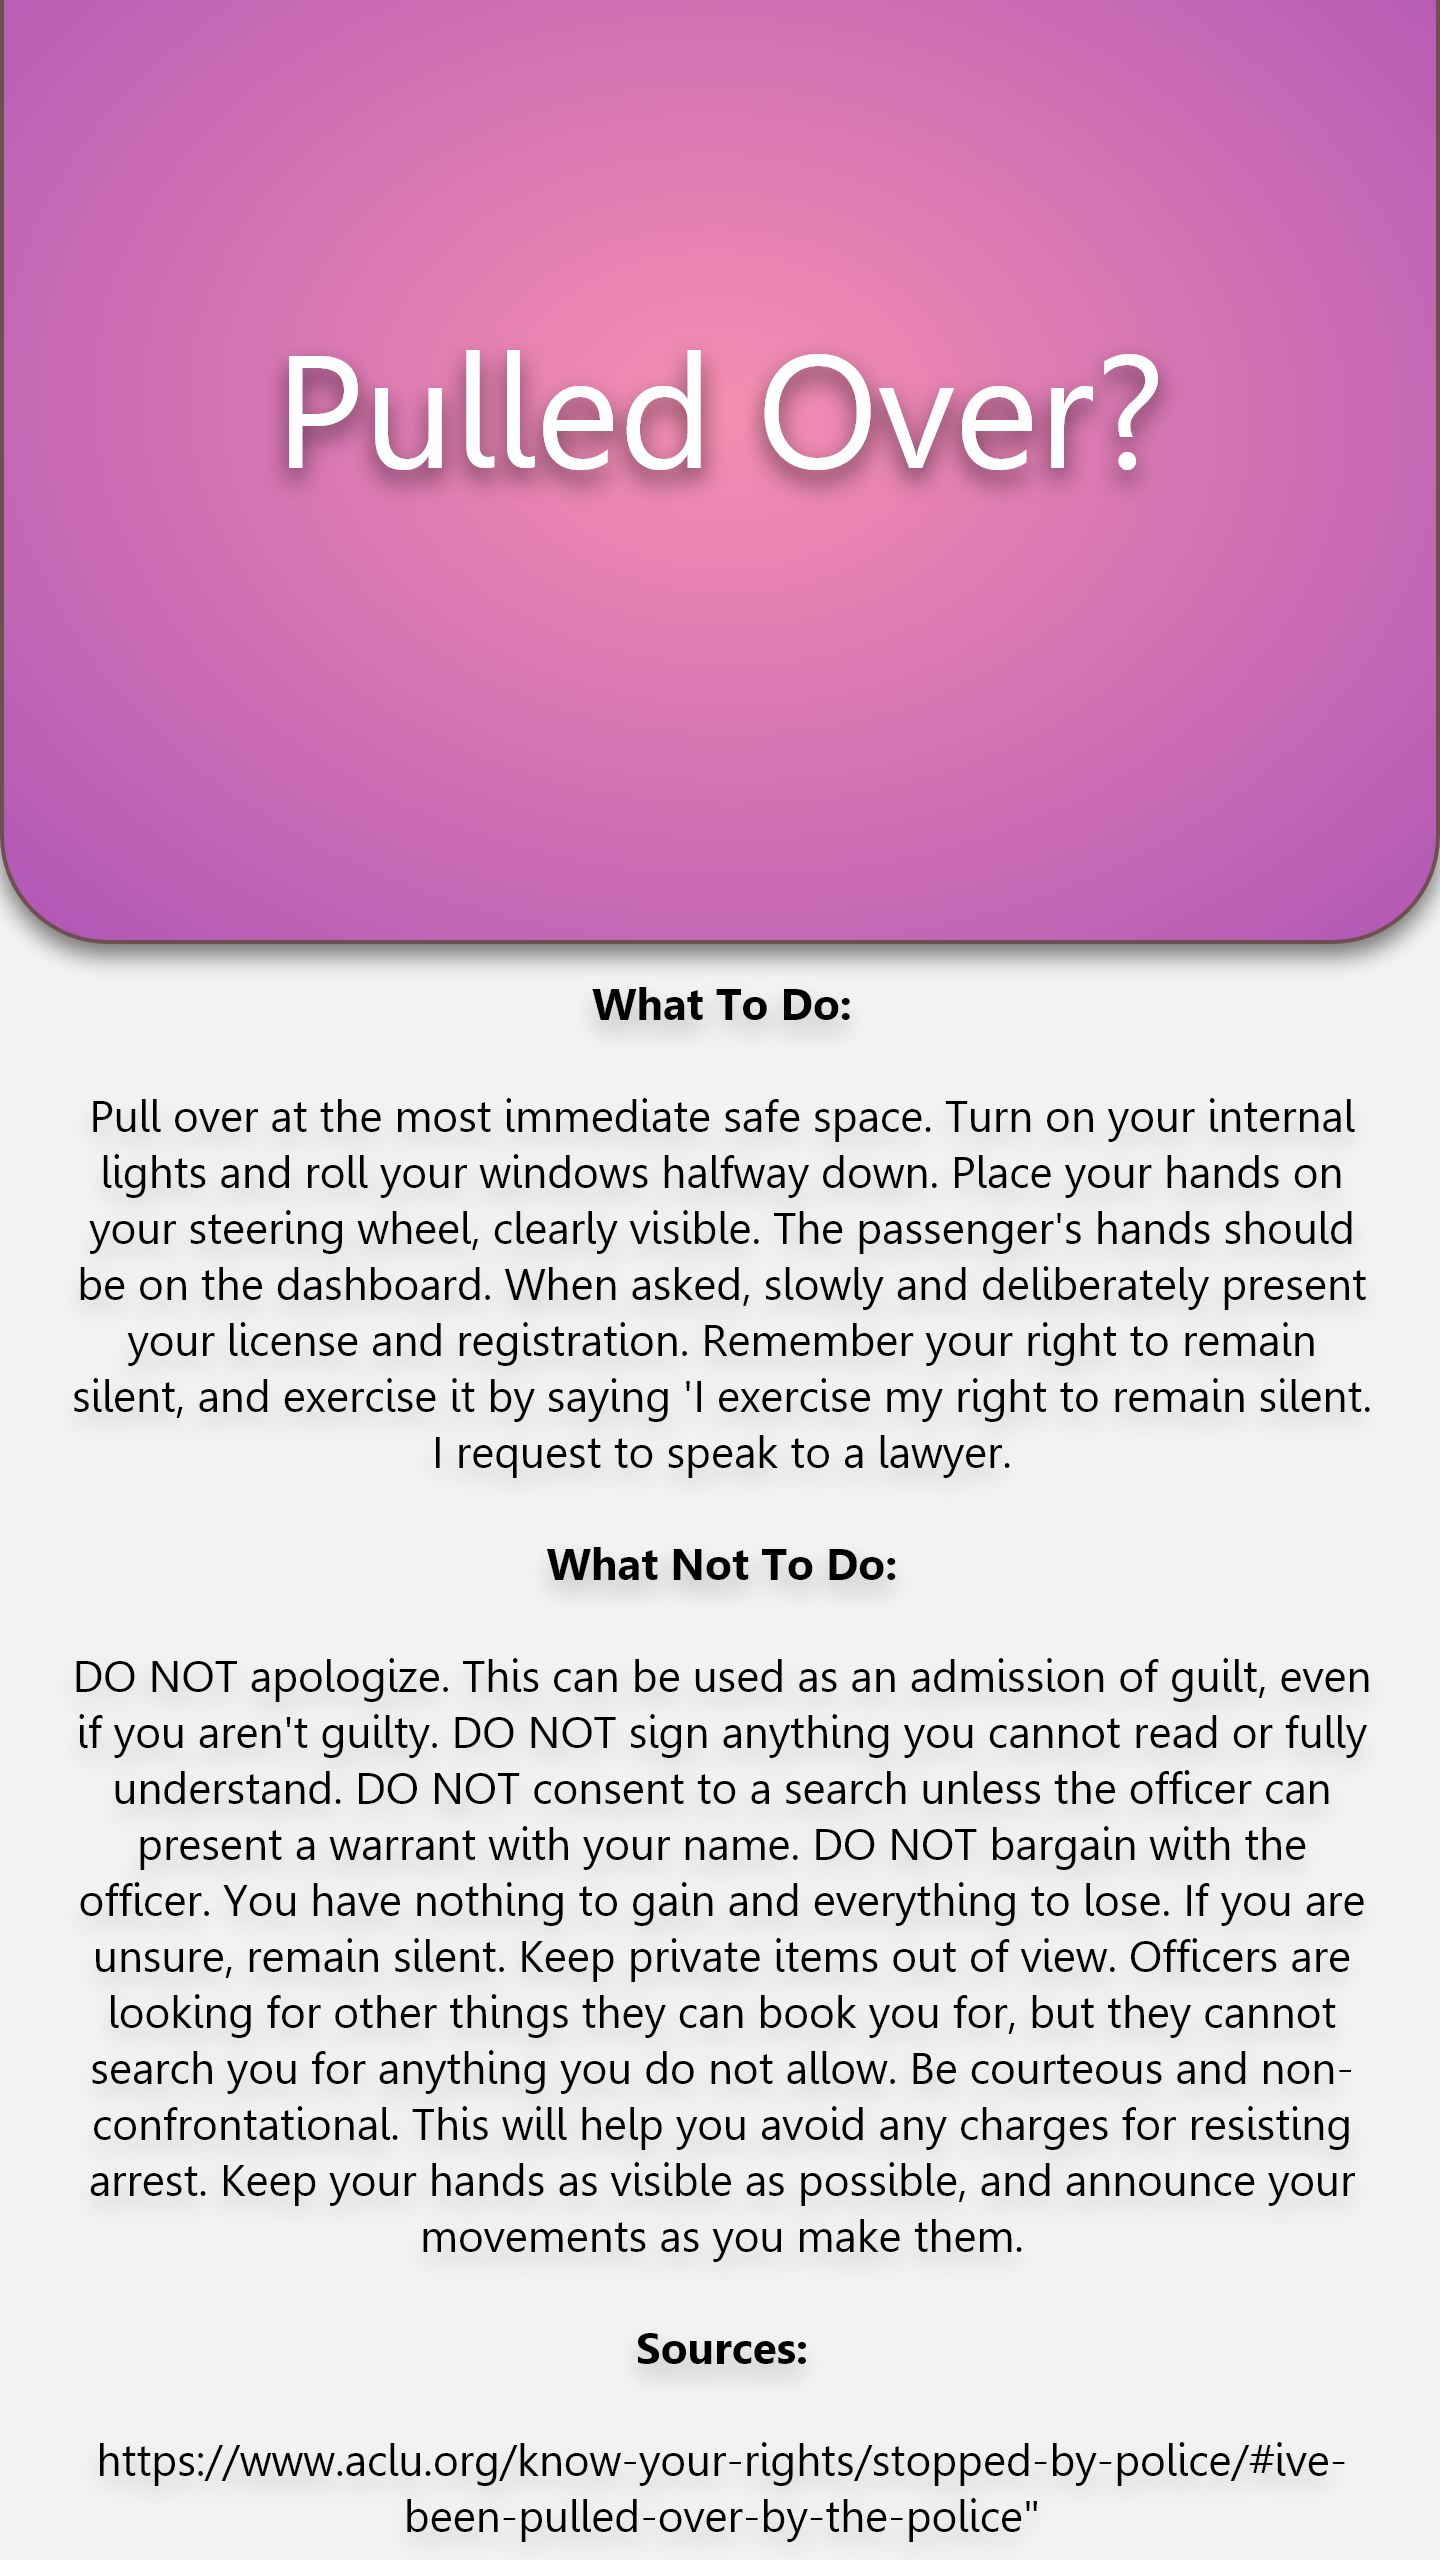 Pulled Over?
What To Do:
Pull over at the most immediate safe space. Turn on your internal
lights and roll your windows halfway down. Place your hands on
your steering wheel, clearly visible. The passenger's hands should
be on the dashboard. When asked, slowly and deliberately present
your license and registration. Remember your right to remain
silent, and exercise it by saying 'I exercise my right to remain silent.
I request to speak to a lawyer.
What Not To Do:
DO NOT apologize. This can be used as an admission of guilt, even
if you aren't guilty. DO NOT sign anything you cannot read or fully
understand. DO NOT consent to a search unless the officer can
present a warrant with your name. DO NOT bargain with the
officer. You have nothing to gain and everything to lose. If you are
unsure, remain silent. Keep private items out of view. Officers are
looking for other things they can book you for, but they cannot
search you for anything you do not allow. Be courteous and non-
confrontational. This will help you avoid any charges for resisting
arrest. Keep your hands as visible as possible, and announce your
movements as you make them.
Sources:
https://www.aclu.org/know-your-rights/stopped-by-police/#ive-
been-pulled-over-by-the-police"